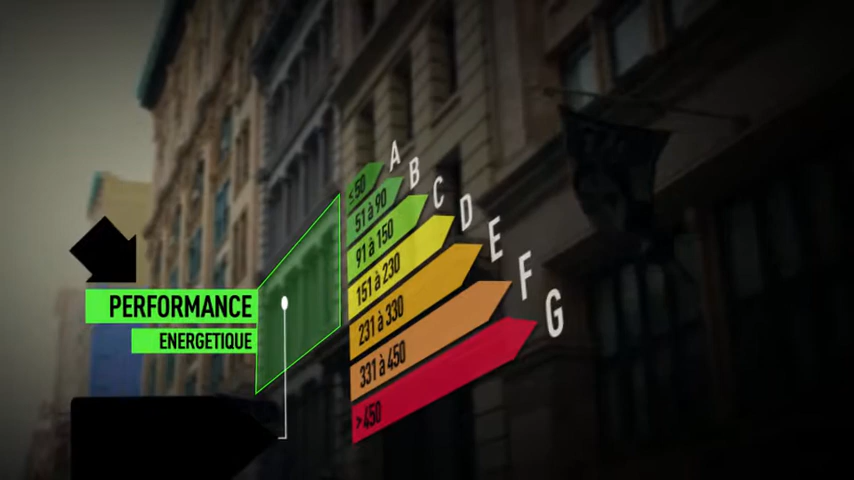 PERFORMANCE
ENERGETIQUE
≤50 A
51 à 90 B
91 à 150 C
151 à 230 D
231 à 330 E
331 à 450 F
>450 G